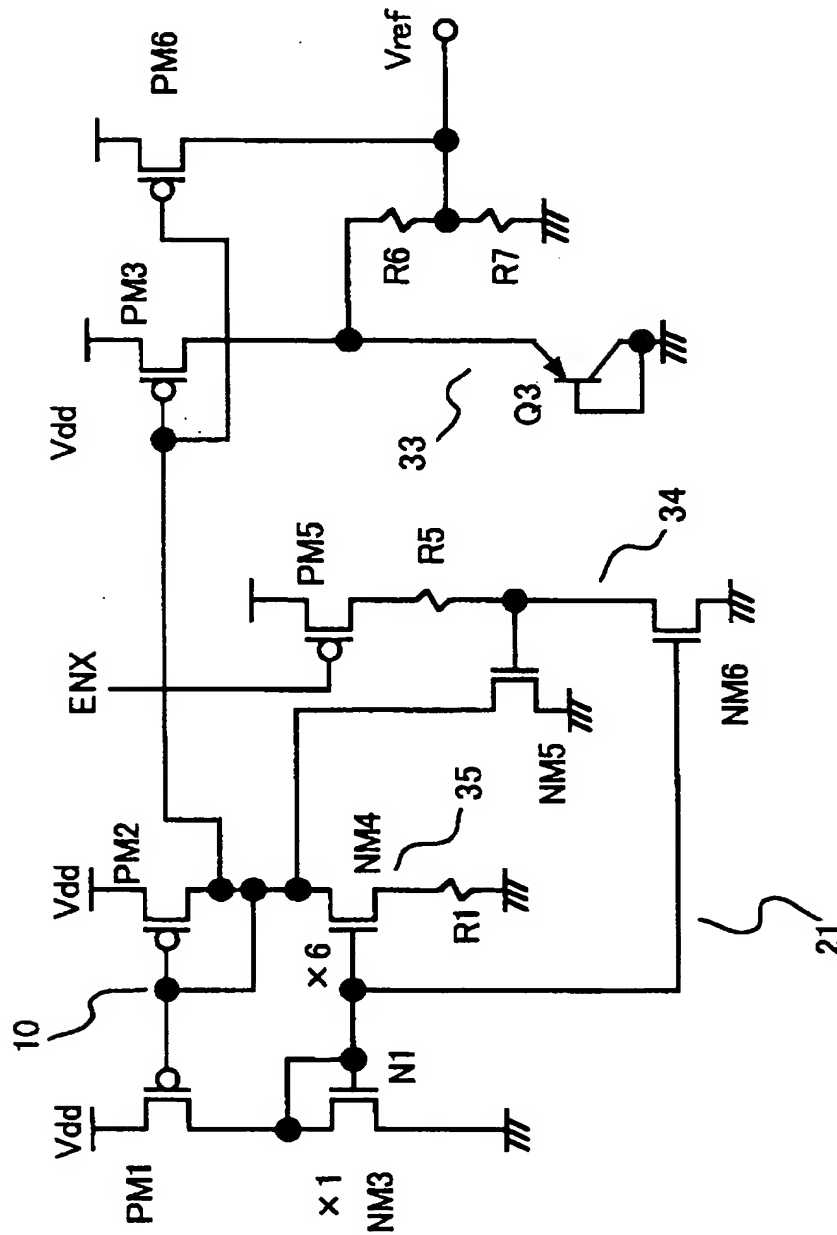 Vdd
PM1
10
Vdd
PM2
ENX
PM5
Vdd
PM3
PM6
Vref
R6
R7
33
Q3
R5
34
×1
NM3
N1
×6
NM4
35
R1
NM5
NM6
21